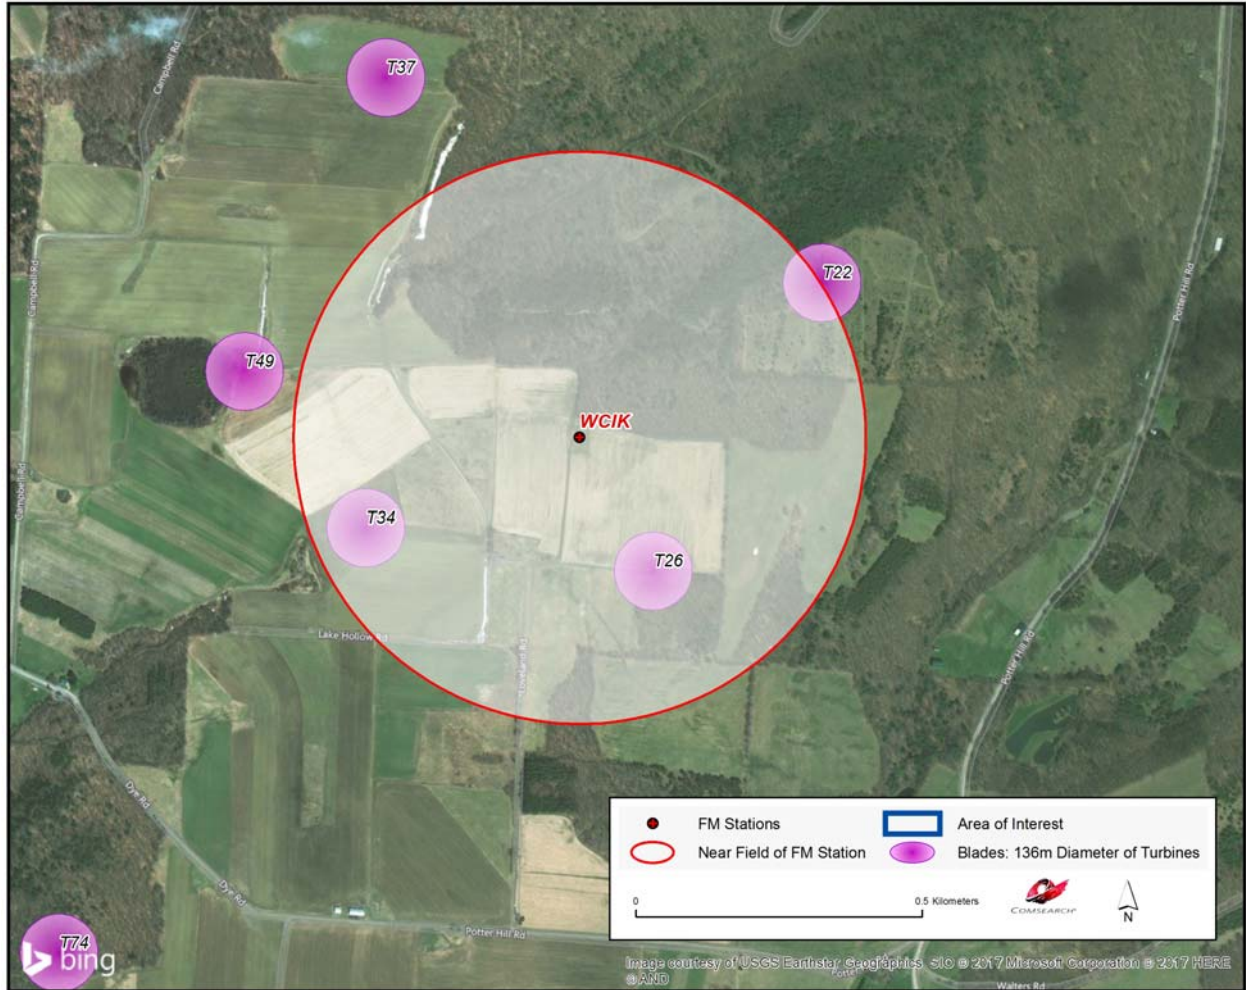 Campbell Rd
T37
Potter Hill Rd
T22
Campbell Rd
T49
WCIK
Campbell Rd
T34
T26
Lake Hollow Rd
Loveland Rd
Potter Hill Rd
Dye Rd
Dye Rd
Potter Hill Rd
T74
bing
FM Stations
Area of Interest
Near Field of FM Station
Blades: 136m Diameter of Turbines
0
0.5 Kilometers
COMSEARCH
N
Image courtesy of USGS Earthstar Geographics SIO © 2017 Microsoft Corporation © 2017 HERE
© AND
Walters Rd